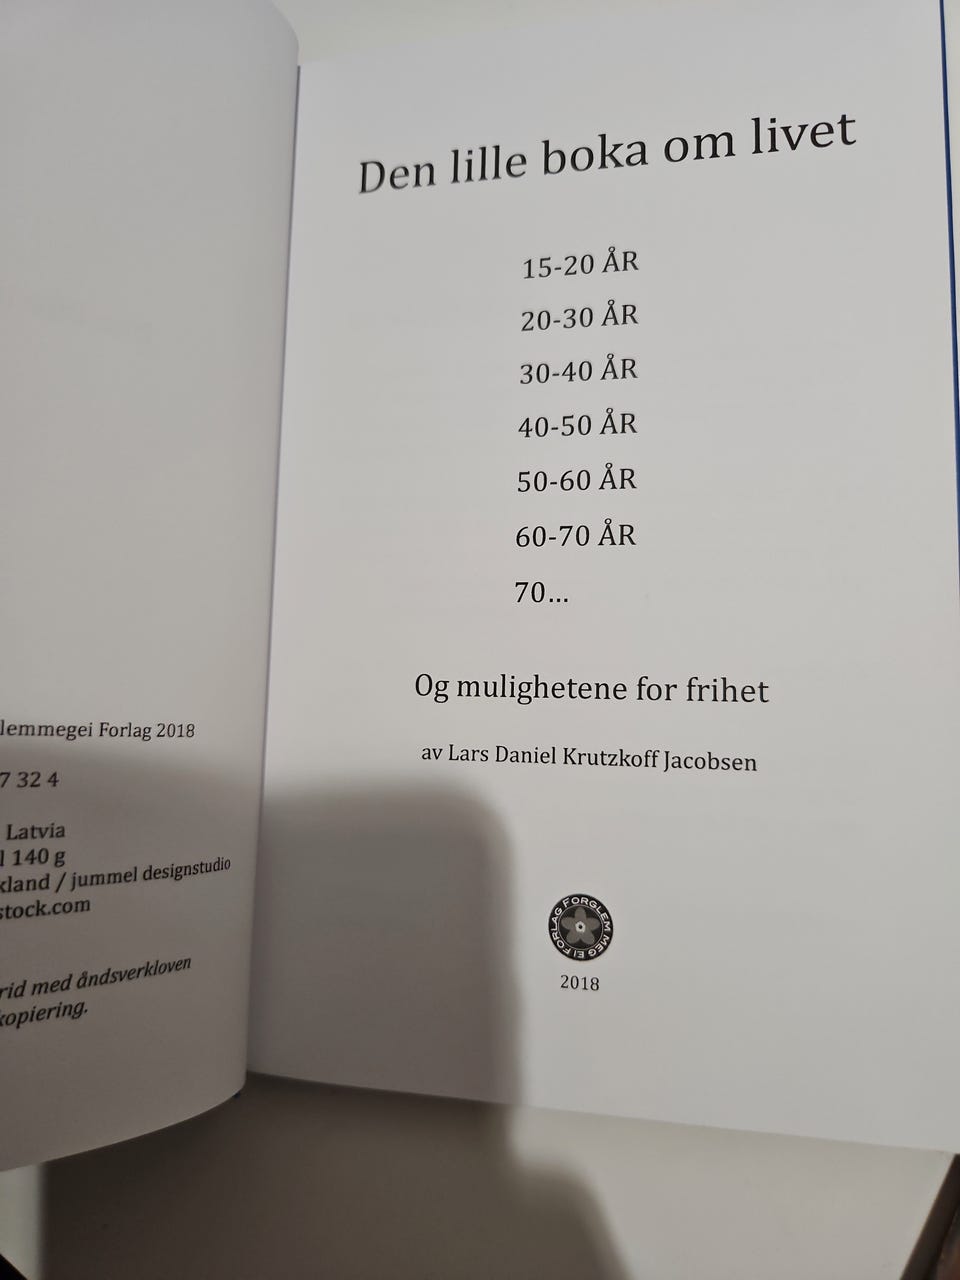 lemmegei Forlag 2018
7 32 4
Latvia
l 140 g
kland / jummel designstudio
stock.com
rid med åndsverkloven
kopiering.
Den lille boka om livet
15-20 ÅR
20-30 ÅR
30-40 ÅR
40-50 ÅR
50-60 ÅR
60-70 ÅR
70...
Og mulighetene for frihet
av Lars Daniel Krutzkoff Jacobsen
FORGLEM MEG EI FORLAG
2018